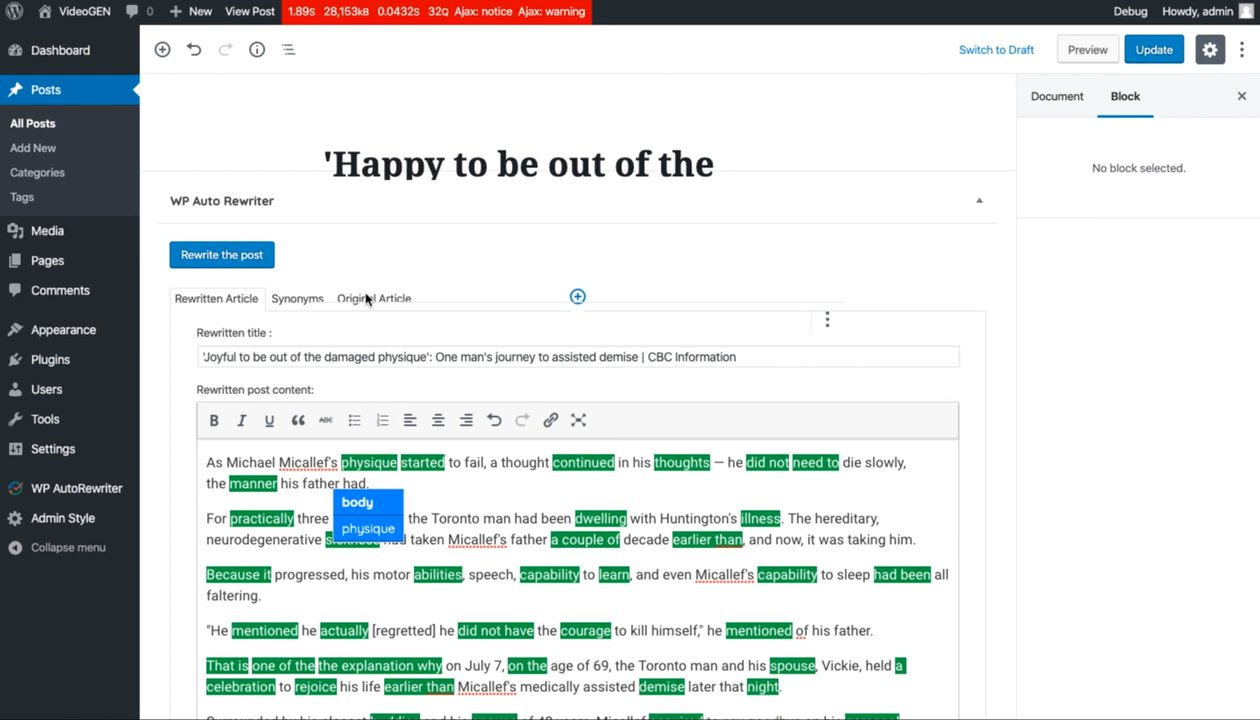 VideoGEN 0 New View Post 1.89S 28,153kB 0.0432S 32Q Ajax: notice Ajax: warning Debug Howdy, admin
Dashboard
Posts
All Posts
Add New
Categories
Tags
Media
Pages
Comments
Appearance
Plugins
Users
Tools
Settings
WP AutoRewriter
Admin Style
Collapse menu
Switch to Draft Preview Update
'Happy to be out of the
WP Auto Rewriter
Rewrite the post
Rewritten Article Synonyms Original Article
Rewritten title :
'Joyful to be out of the damaged physique': One man's journey to assisted demise | CBC Information
Rewritten post content:
B I U ABC
As Michael Micallef's physique started to fail, a thought continued in his thoughts — he did not need to die slowly,
the manner his father had.
body
physique
For practically three the Toronto man had been dwelling with Huntington's illness. The hereditary,
neurodegenerative taken Micallef's father a couple of decade earlier than, and now, it was taking him.
Because it progressed, his motor abilities, speech, capability to learn, and even Micallef's capability to sleep had been all
faltering.
"He mentioned he actually [regretted] he did not have the courage to kill himself," he mentioned of his father.
That is one of the the explanation why on July 7, on the age of 69, the Toronto man and his spouse, Vickie, held a
celebration to rejoice his life earlier than Micallef's medically assisted demise later that night.
Document Block
No block selected.